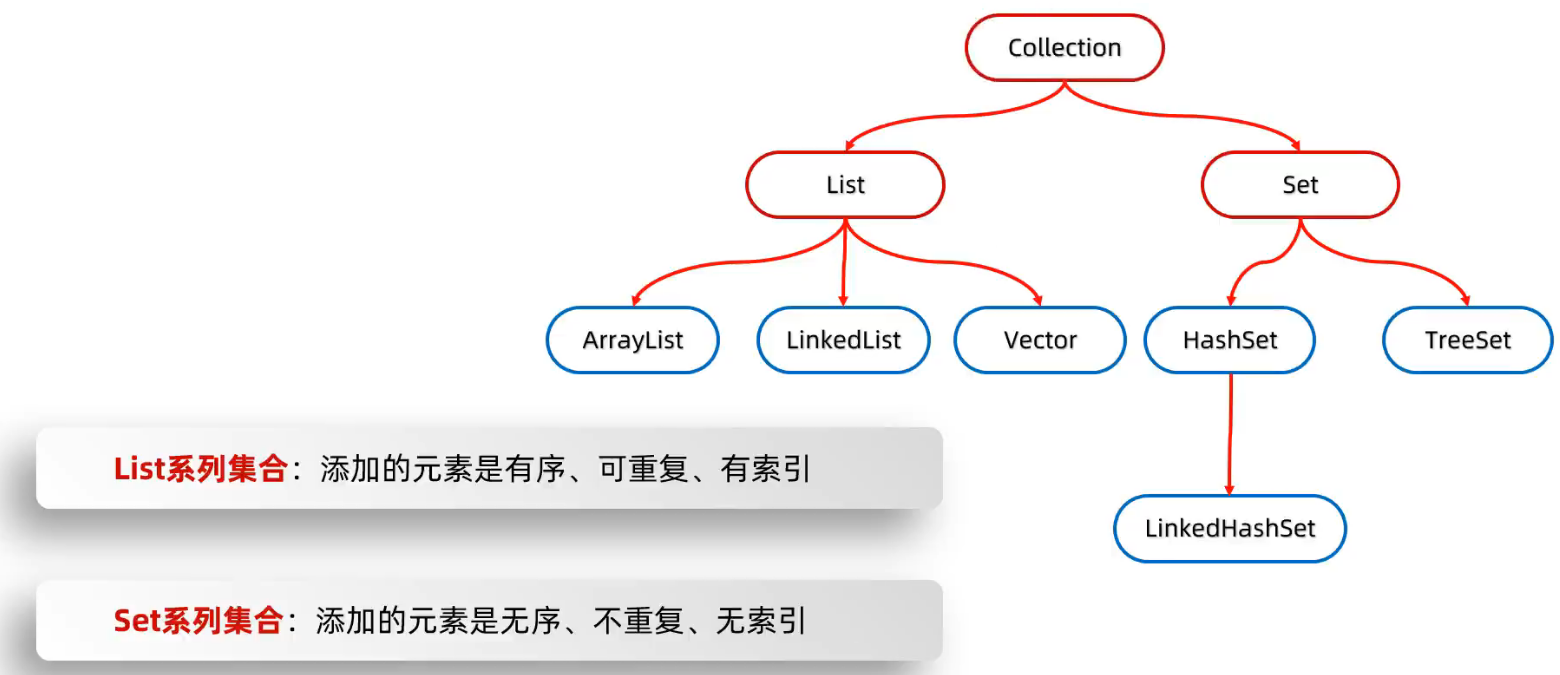 Collection
List
Set
ArrayList
LinkedList
Vector
HashSet
TreeSet
List系列集合：添加的元素是有序、可重复、有索引
LinkedHashSet
Set系列集合：添加的元素是无序、不重复、无索引